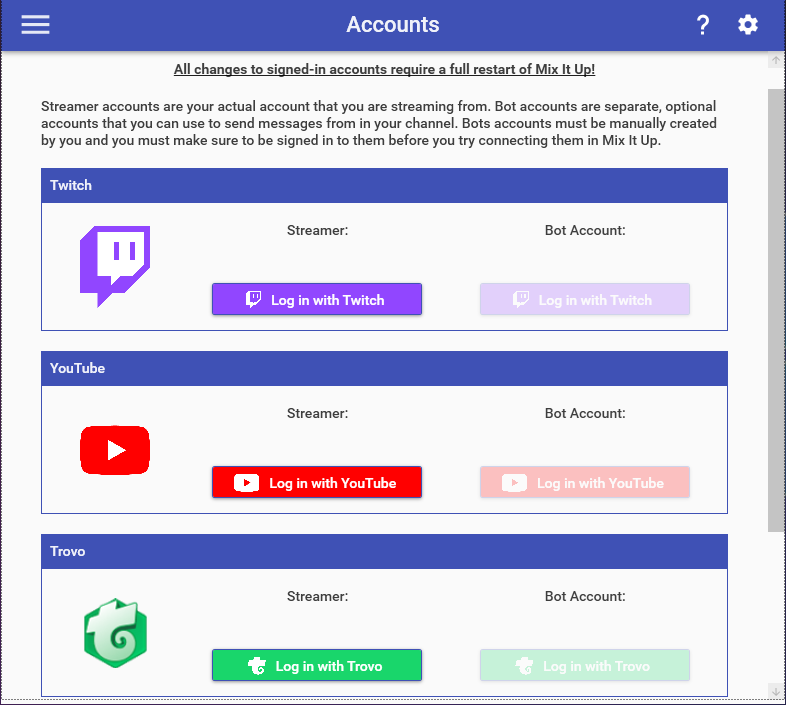 Accounts
?
All changes to signed-in accounts require a full restart of Mix It Up!
Streamer accounts are your actual account that you are streaming from. Bot accounts are separate, optional
accounts that you can use to send messages from in your channel. Bots accounts must be manually created
by you and you must make sure to be signed in to them before you try connecting them in Mix It Up.
Twitch
Streamer:
Bot Account:
Log in with Twitch
Log in with Twitch
YouTube
Streamer:
Bot Account:
Log in with YouTube
Log in with YouTube
Trovo
Streamer:
Bot Account:
Log in with Trovo
Log in with Trovo